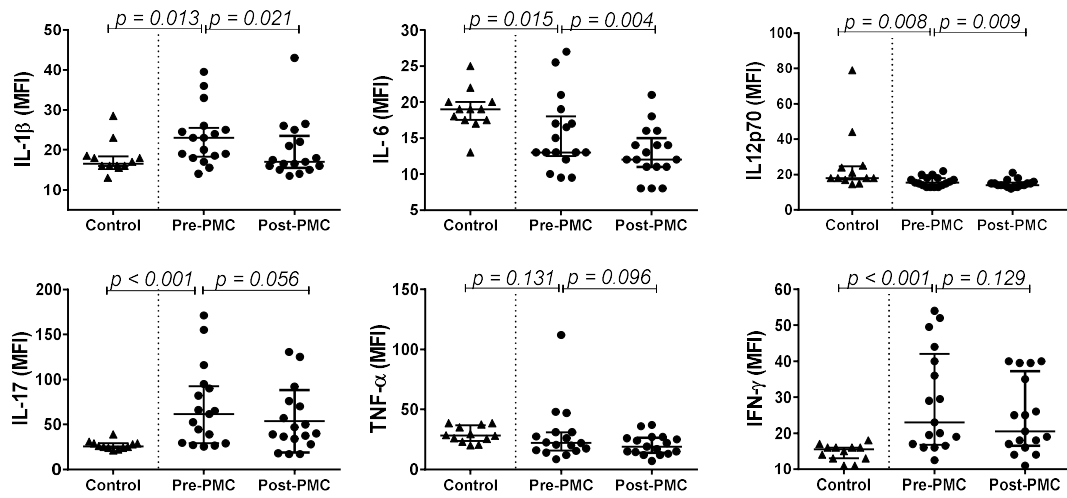 p = 0.013 p = 0.021
IL-1β (MFI)
50
40
30
20
10
Control Pre-PMC Post-PMC
p = 0.015 p = 0.004
IL-6 (MFI)
30
25
20
15
10
5
Control Pre-PMC Post-PMC
p = 0.008 p = 0.009
IL12p70 (MFI)
100
80
60
40
20
0
Control Pre-PMC Post-PMC
p < 0.001 p = 0.056
IL-17 (MFI)
200
150
100
50
0
Control Pre-PMC Post-PMC
p = 0.131 p = 0.096
TNF-α (MFI)
150
100
50
0
Control Pre-PMC Post-PMC
p < 0.001 p = 0.129
IFN-γ (MFI)
60
50
40
30
20
10
Control Pre-PMC Post-PMC